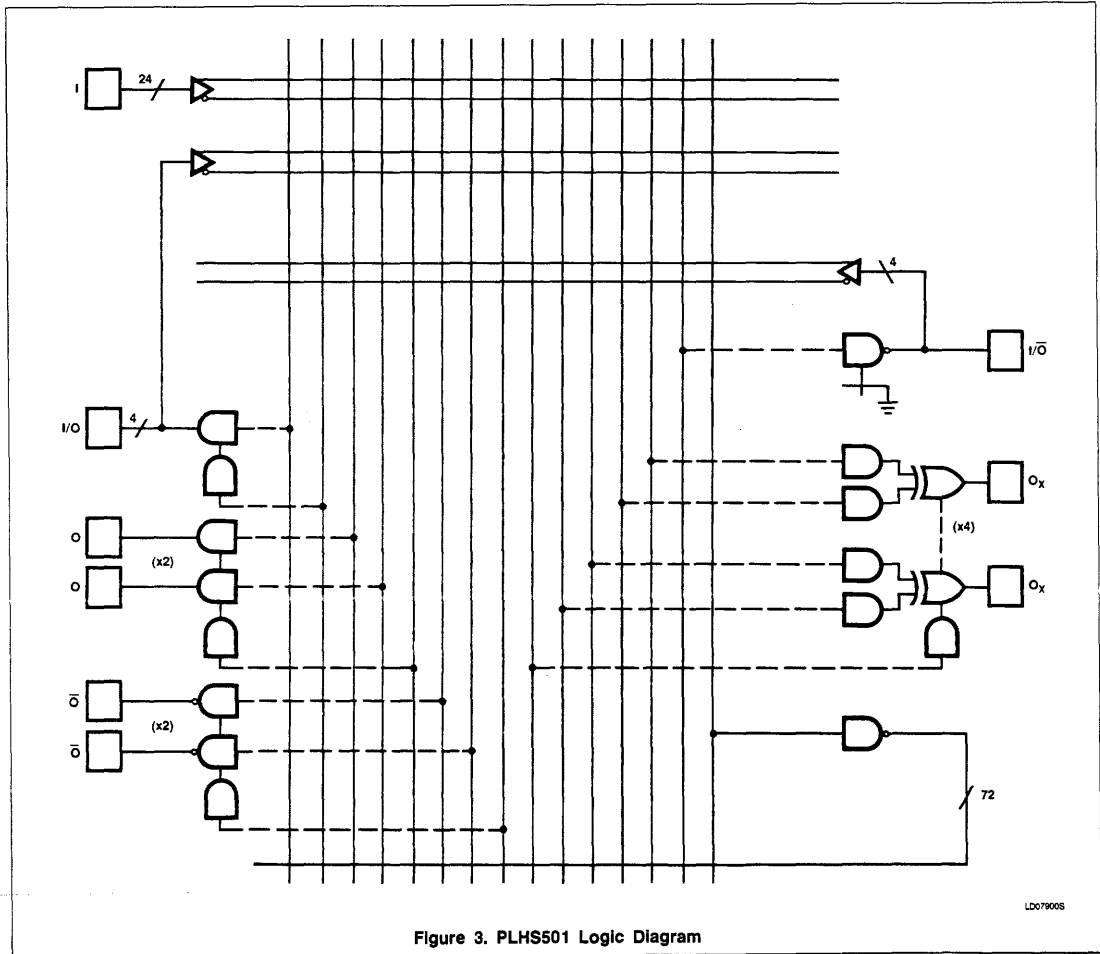 I
24
4
I/O̅
I/O
4
OX
O
(x2)
(x4)
O
OX
O̅
(x2)
O̅
72
LD07900S
Figure 3. PLHS501 Logic Diagram